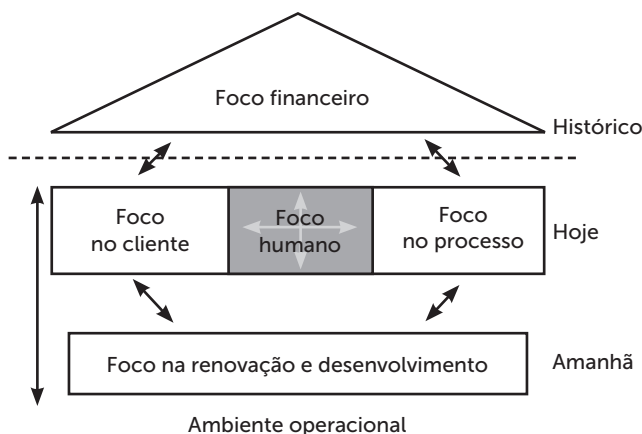 Foco financeiro
Histórico
Foco
no cliente
Foco
humano
Foco
no processo
Hoje
Foco na renovação e desenvolvimento
Amanhã
Ambiente operacional